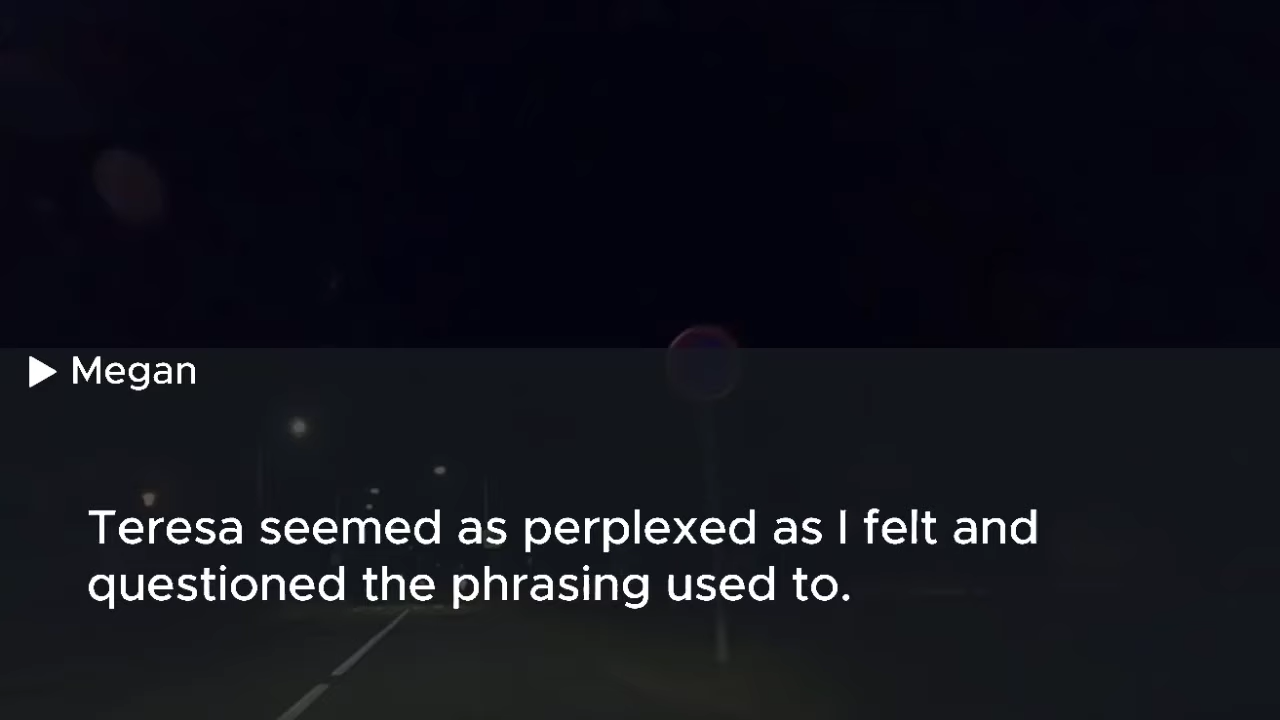 Megan
Teresa seemed as perplexed as I felt and
questioned the phrasing used to.